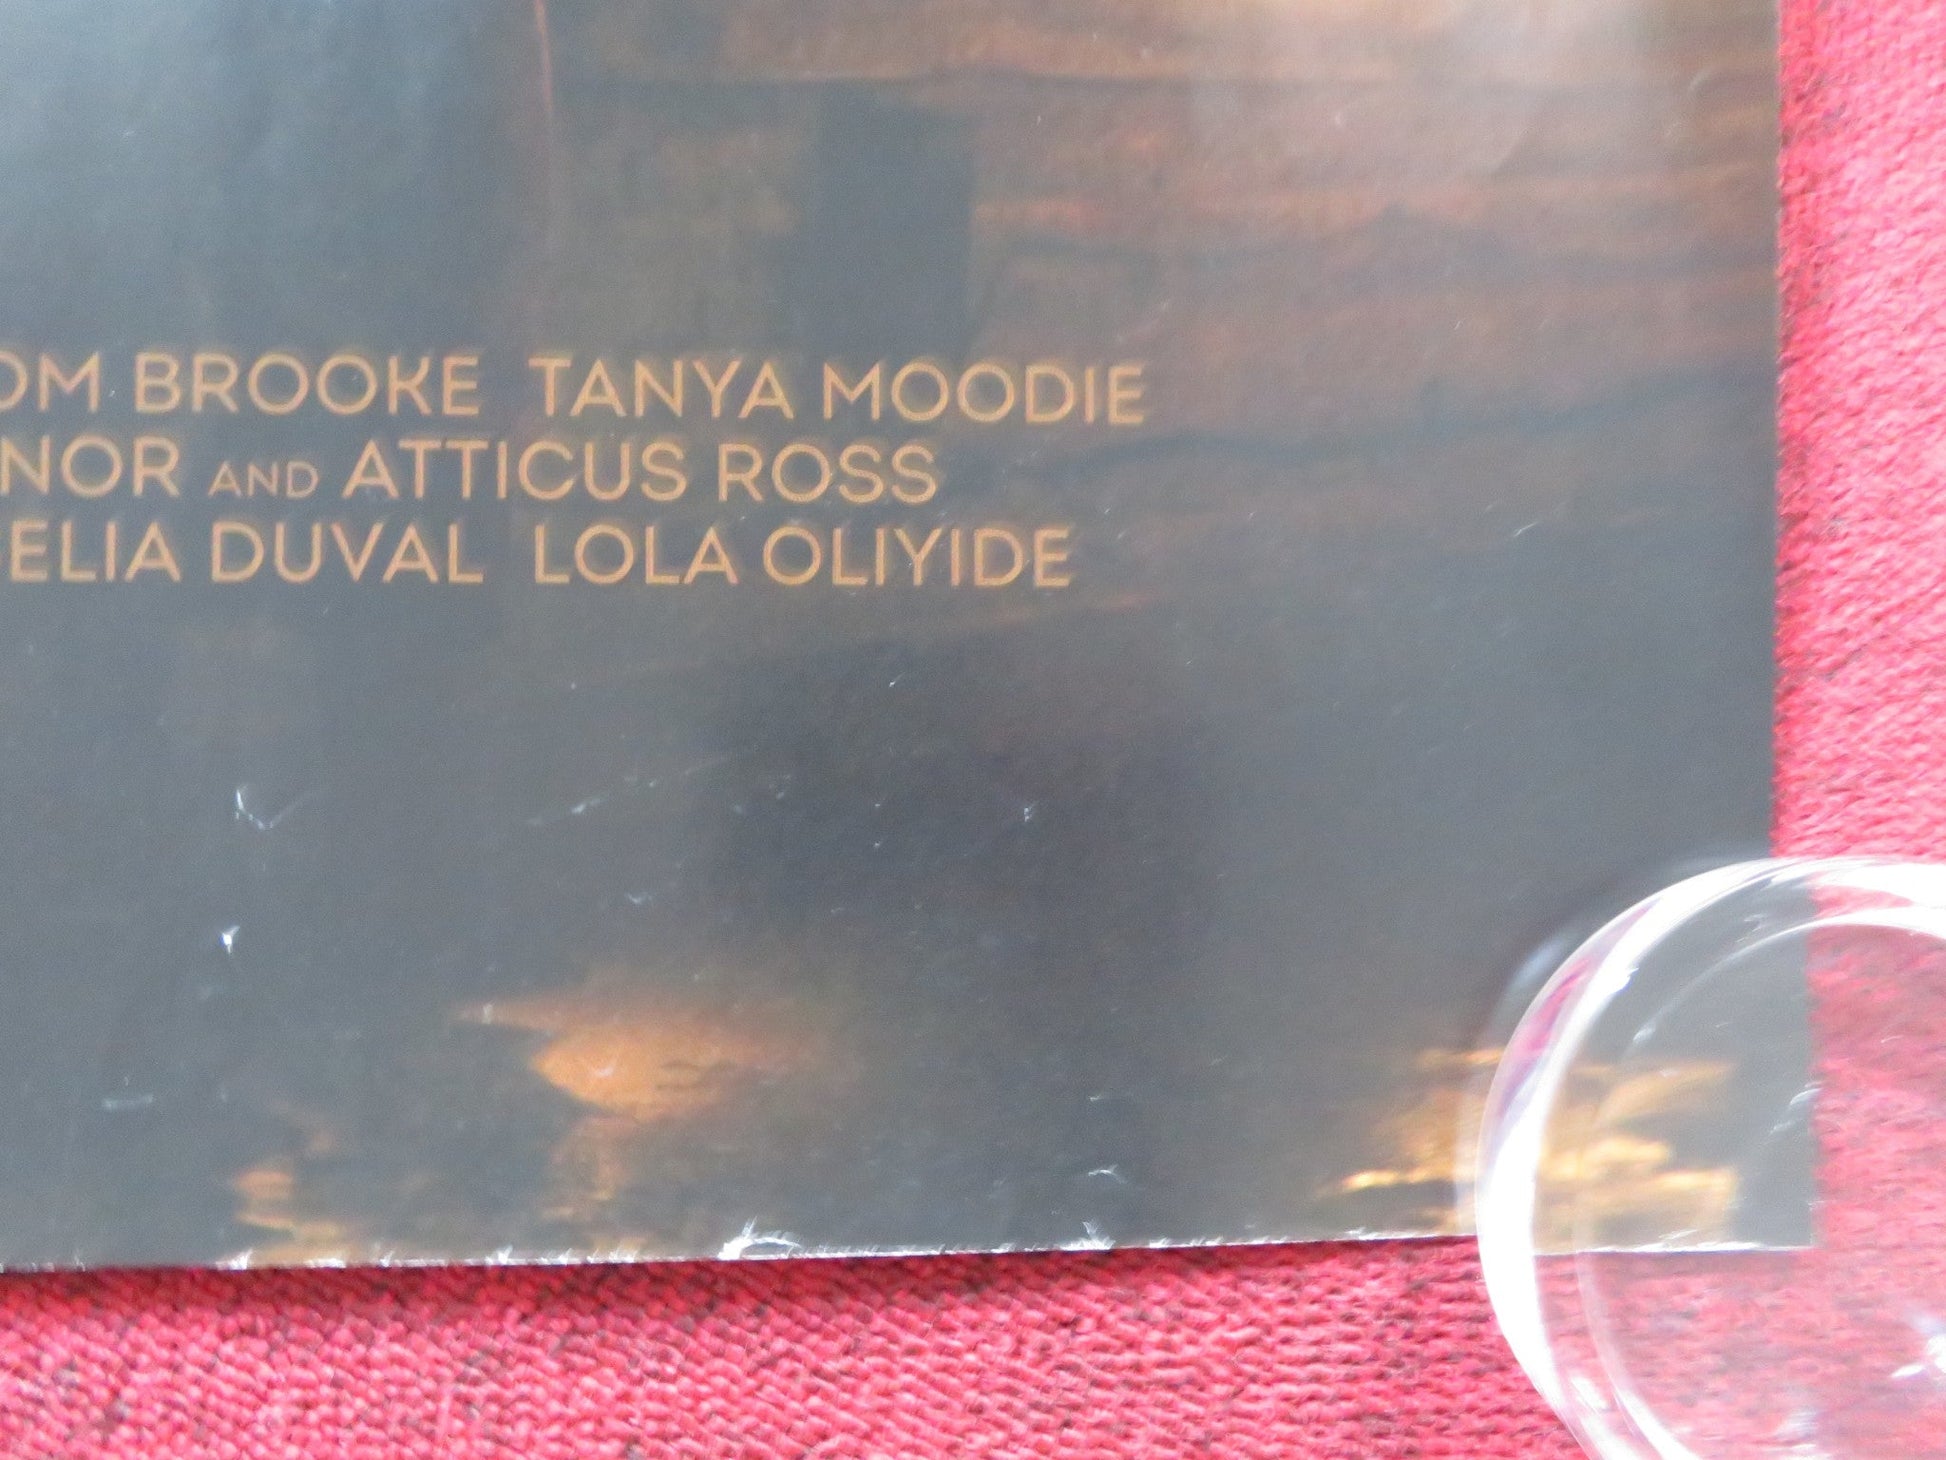 OM BROOKE TANYA MOODIE
NOR AND ATTICUS ROSS
ELIA DUVAL LOLA OLIYIDE